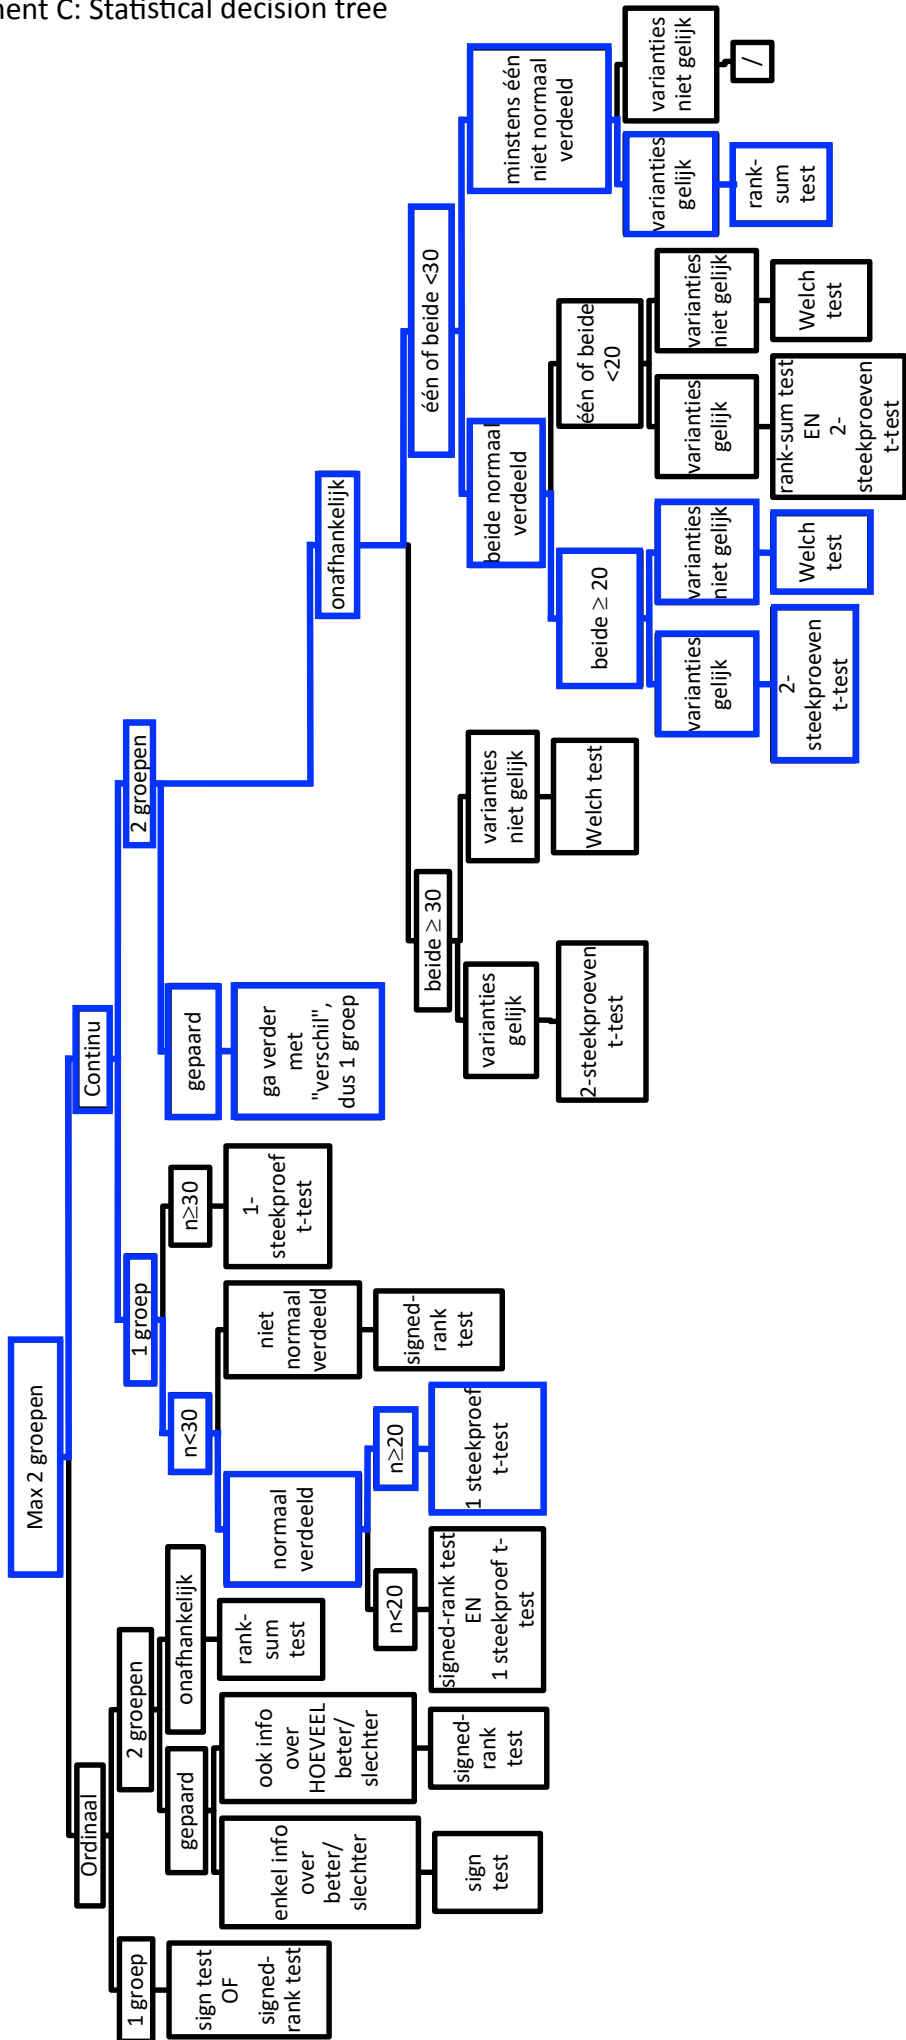 nent C: Statistical decision tree
Max 2 groepen
Ordinaal
Continu
1 groep
2 groepen
1 groep
2 groepen
sign test
OF
signed-
rank test
gepaard
onafhankelijk
enkel info
over
beter/
slechter
ook info
over
HOEVEEL
beter/
slechter
rank-
sum
test
sign
test
signed-
rank
test
n<30
n≥30
normaal
verdeeld
niet
normaal
verdeeld
1-
steekproef
t-test
n<20
n≥20
signed-
rank
test
signed-rank test
EN
1 steekproef t-
test
1 steekproef
t-test
gepaard
onafhankelijk
ga verder
met
"verschil",
dus 1 groep
beide ≥ 30
één of beide <30
varianties
gelijk
varianties
niet gelijk
2-steekproeven
t-test
Welch test
beide normaal
verdeeld
minstens één
niet normaal
verdeeld
beide ≥ 20
één of beide
<20
varianties
gelijk
varianties
niet gelijk
varianties
gelijk
varianties
niet gelijk
2-
steekproeven
t-test
Welch
test
rank-sum test
EN
2-
steekproeven
t-test
Welch
test
varianties
gelijk
varianties
niet gelijk
rank-
sum
test
/